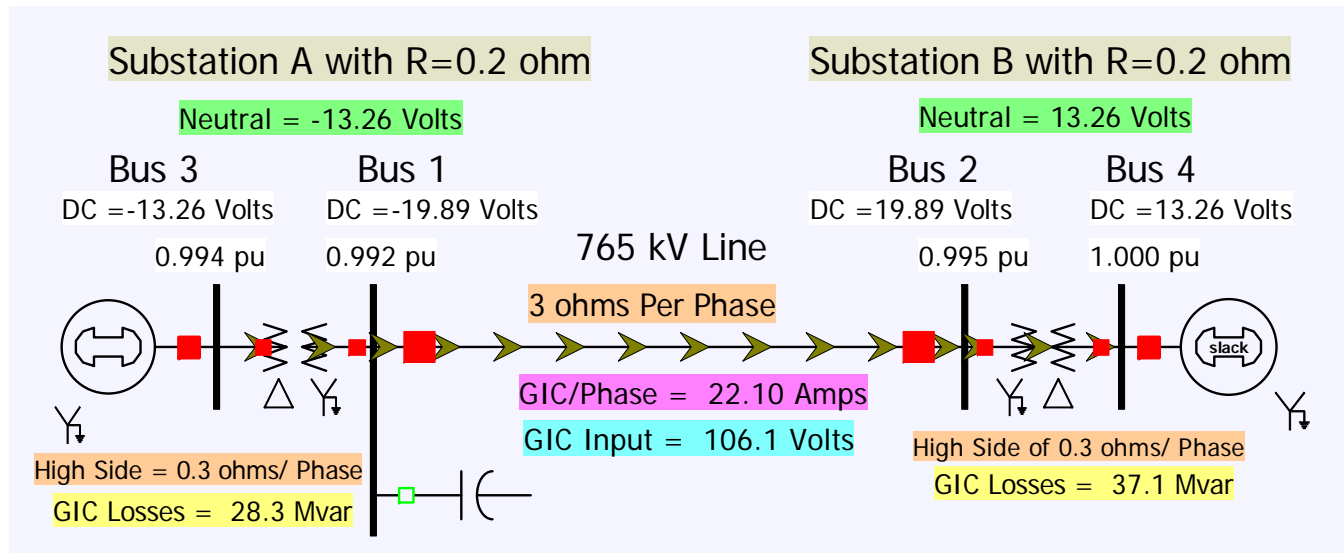 Substation A with R=0.2 ohm
Neutral = -13.26 Volts
Bus 3
DC =-13.26 Volts
0.994 pu
Bus 1
DC =-19.89 Volts
0.992 pu
765 kV Line
3 ohms Per Phase
GIC/Phase = 22.10 Amps
GIC Input = 106.1 Volts
High Side = 0.3 ohms/ Phase
GIC Losses = 28.3 Mvar
Substation B with R=0.2 ohm
Neutral = 13.26 Volts
Bus 2
DC =19.89 Volts
0.995 pu
Bus 4
DC =13.26 Volts
1.000 pu
slack
High Side of 0.3 ohms/ Phase
GIC Losses = 37.1 Mvar